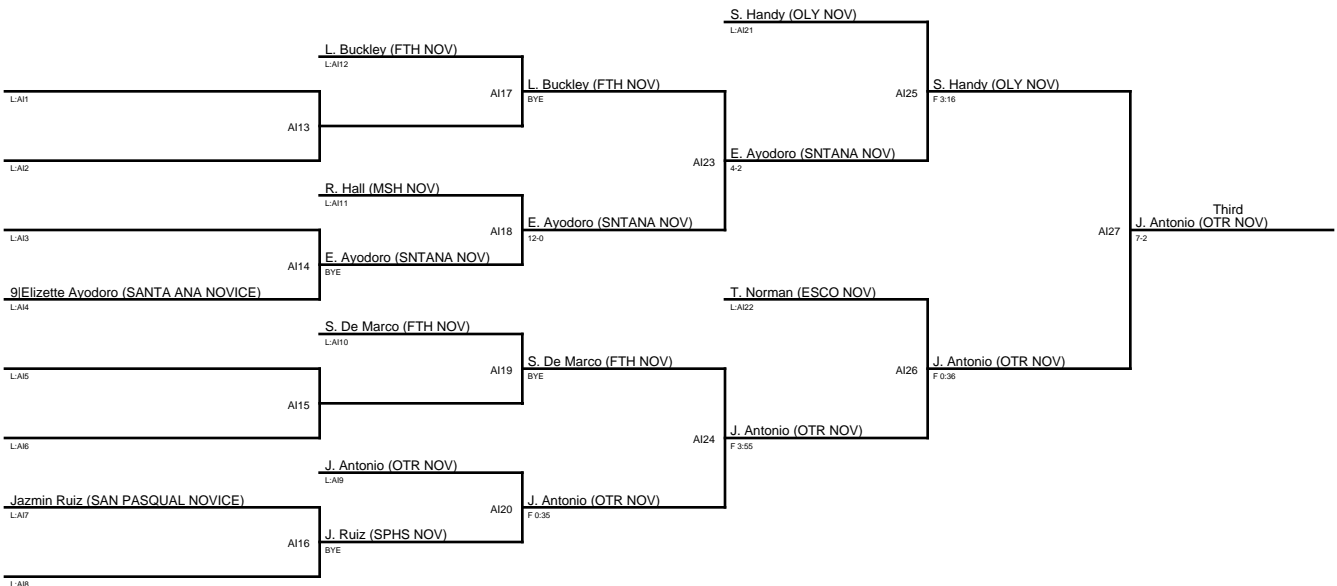 S. Handy (OLY NOV)
L:AI21
L. Buckley (FTH NOV)
L:AI12
L:AI1
AI17
L. Buckley (FTH NOV)
BYE
AI25
S. Handy (OLY NOV)
F 3:16
AI13
L:AI2
AI23
E. Ayodoro (SNTANA NOV)
4-2
R. Hall (MSH NOV)
L:AI11
L:AI3
AI18
E. Ayodoro (SNTANA NOV)
12-0
AI27
Third
J. Antonio (OTR NOV)
7-2
AI14
E. Ayodoro (SNTANA NOV)
BYE
9|Elizette Ayodoro (SANTA ANA NOVICE)
L:AI4
T. Norman (ESCO NOV)
L:AI22
S. De Marco (FTH NOV)
L:AI10
L:AI5
AI19
S. De Marco (FTH NOV)
BYE
AI26
J. Antonio (OTR NOV)
F 0:36
AI15
L:AI6
AI24
J. Antonio (OTR NOV)
F 3:55
J. Antonio (OTR NOV)
L:AI9
Jazmin Ruiz (SAN PASQUAL NOVICE)
L:AI7
AI20
J. Antonio (OTR NOV)
F 0:35
AI16
J. Ruiz (SPHS NOV)
BYE
L:AI8